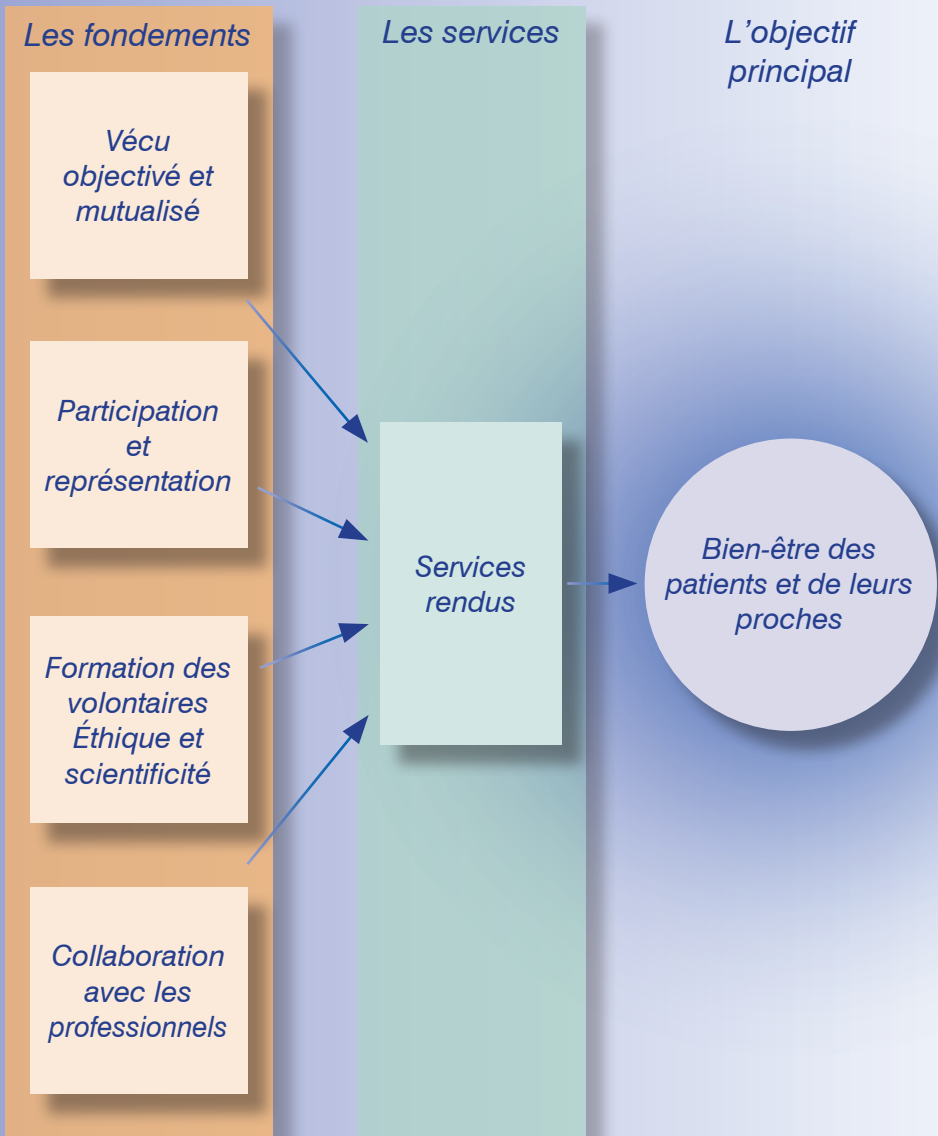 Les fondements
Vécu
objectivé et
mutualisé
Participation
et
représentation
Formation des
volontaires
Éthique et
scientificité
Collaboration
avec les
professionnels
Les services
Services
rendus
L'objectif
principal
Bien-être des
patients et de leurs
proches